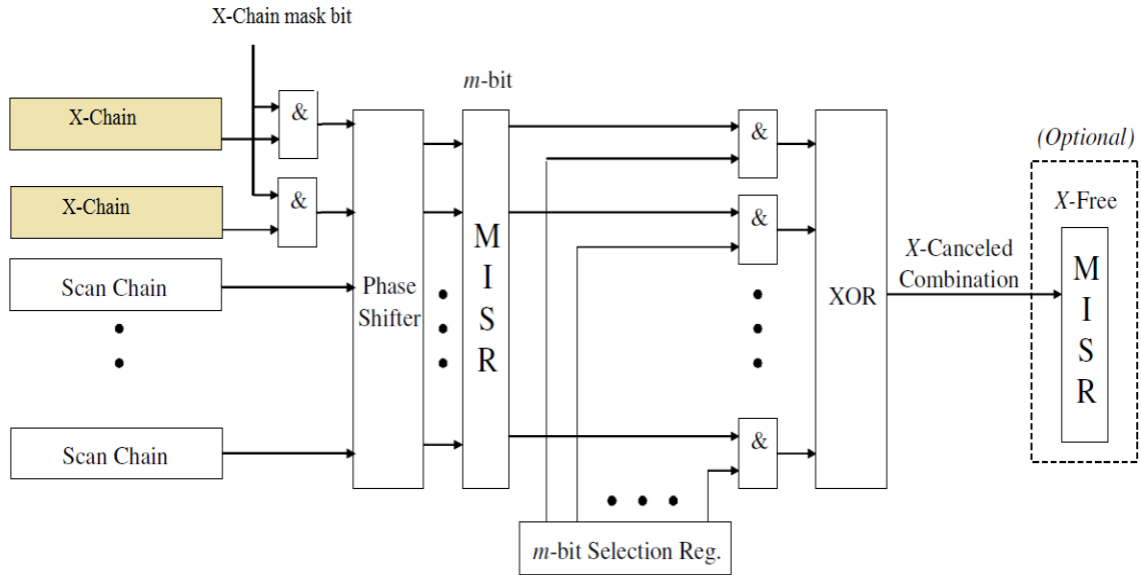 X-Chain mask bit
m-bit
&
X-Chain
(Optional)
&
X-Chain
&
X-Free
&
Scan Chain
Phase
Shifter
M
I
S
R
X-Canceled
Combination
XOR
M
I
S
R
Scan Chain
&
m-bit Selection Reg.